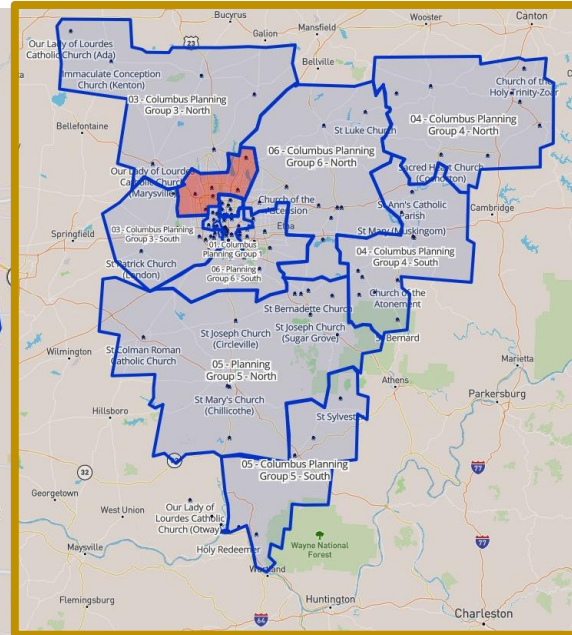 Bucyrus
Mansfield
Wooster
Canton
Galion
23
Our Lady of Lourdes
Catholic Church (Ada)
Bellville
Immaculate Conception
Church (Kenton)
Church of the
Holy Trinity-Zoar
03 - Columbus Planning
Group 3 - North
04 - Columbus Planning
Group 4 - North
Bellefontaine
St Luke Church
06 - Columbus Planning
Group 6 - North
Our Lady of Lourdes
Catholic Church
(Marysville)
Sacred Heart Church
(Coshocton)
Church of the
Ascension
St Ann's Catholic
Parish
Cambridge
Springfield
03 - Columbus Planning
Group 3 - South
Etna
St Mary (Muskingom)
01- Columbus
Planning Group 1
04 - Columbus Planning
Group 4 - South
St Patrick Church
(London)
06 - Planning
Group 6 - South
St Bernadette Church
Church of the
Atonement
St Joseph Church
(Circleville)
St Joseph Church
(Sugar Grove)
St Bernard
Wilmington
St Colman Roman
Catholic Church
05 - Planning
Group 5 - North
Marietta
Athens
Parkersburg
Hillsboro
St Mary's Church
(Chillicothe)
St Sylvester
05 - Columbus Planning
Group 5 - South
77
32
Georgetown
West Union
Our Lady of
Lourdes Catholic
Church (Otway)
Holy Redeemer
Wayne National
Forest
77
Maysville
Flemingsburg
Huntington
64
Charleston